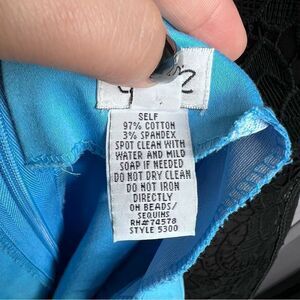 SELF
97% COTTON
3% SPANDEX
SPOT CLEAN WITH
WATER AND MILD
SOAP IF NEEDED
DO NOT DRY CLEAN
DO NOT IRON
DIRECTLY
ON BEADS/
SEQUINS
RN#74578
STYLE 5300